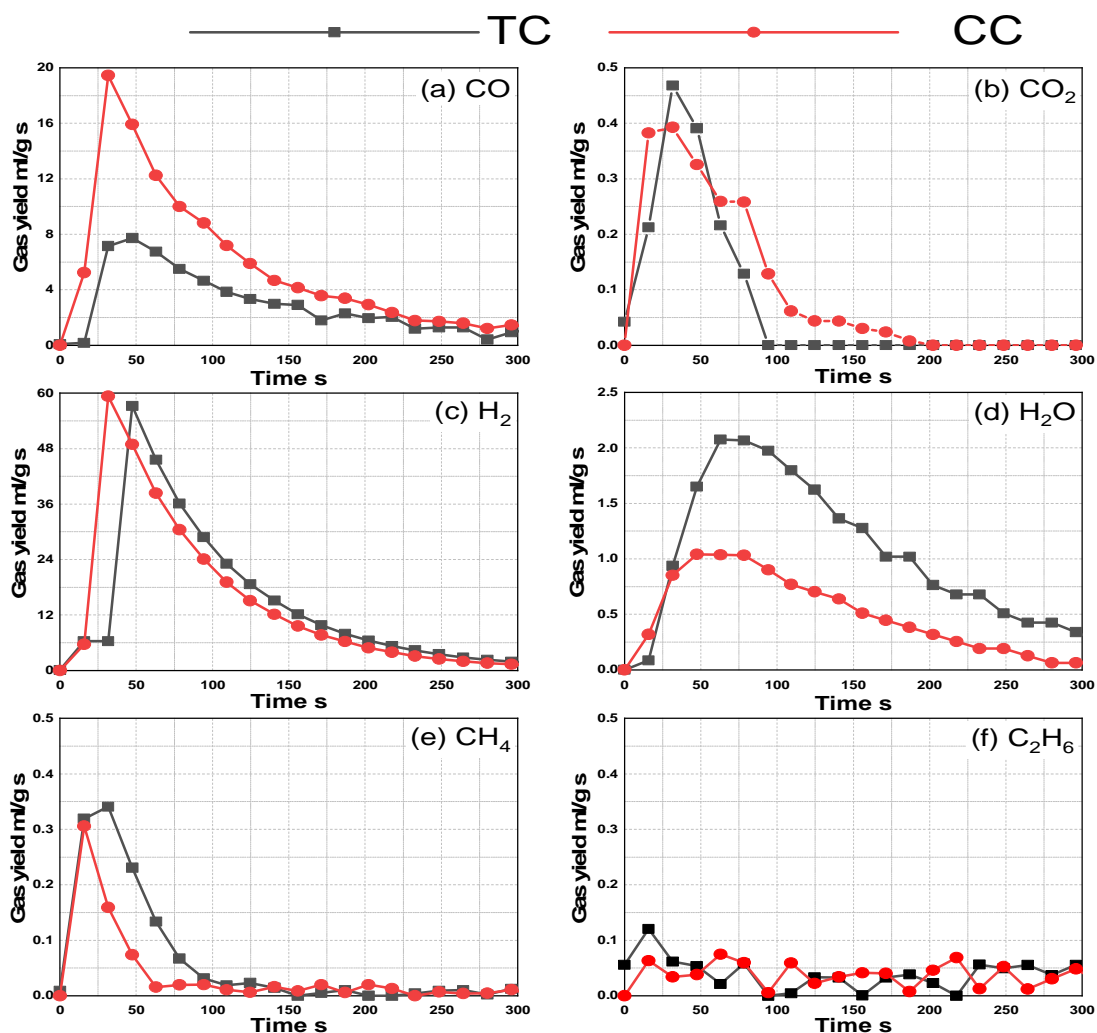 TC CC
(a) CO
Gas yield ml/g s
20
16
12
8
4
0
0 50 100 150 200 250 300
Time s
(b) CO₂
Gas yield ml/g s
0.5
0.4
0.3
0.2
0.1
0.0
0 50 100 150 200 250 300
Time s
(c) H₂
Gas yield ml/g s
60
48
36
24
12
0
0 50 100 150 200 250 300
Time s
(d) H₂O
Gas yield ml/g s
2.5
2.0
1.5
1.0
0.5
0.0
0 50 100 150 200 250 300
Time s
(e) CH₄
Gas yield ml/g s
0.5
0.4
0.3
0.2
0.1
0.0
0 50 100 150 200 250 300
Time s
(f) C₂H₆
Gas yield ml/g s
0.5
0.4
0.3
0.2
0.1
0.0
0 50 100 150 200 250 300
Time s